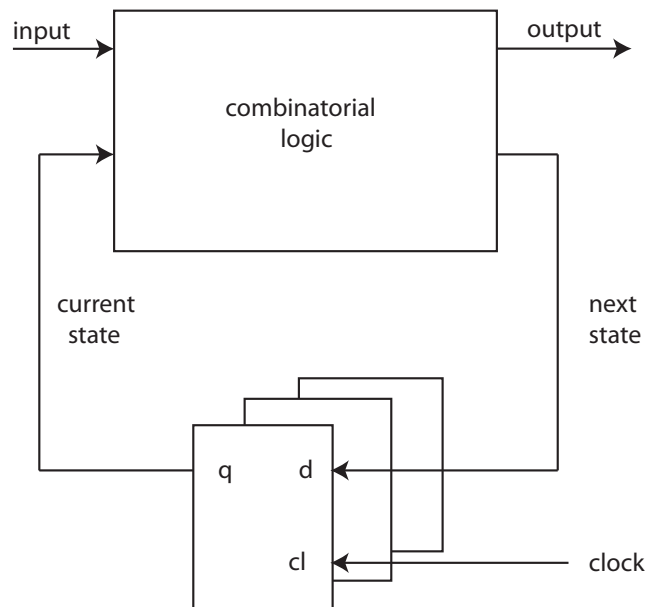 input
output
combinatorial
logic
current
state
next
state
q
d
cl
clock